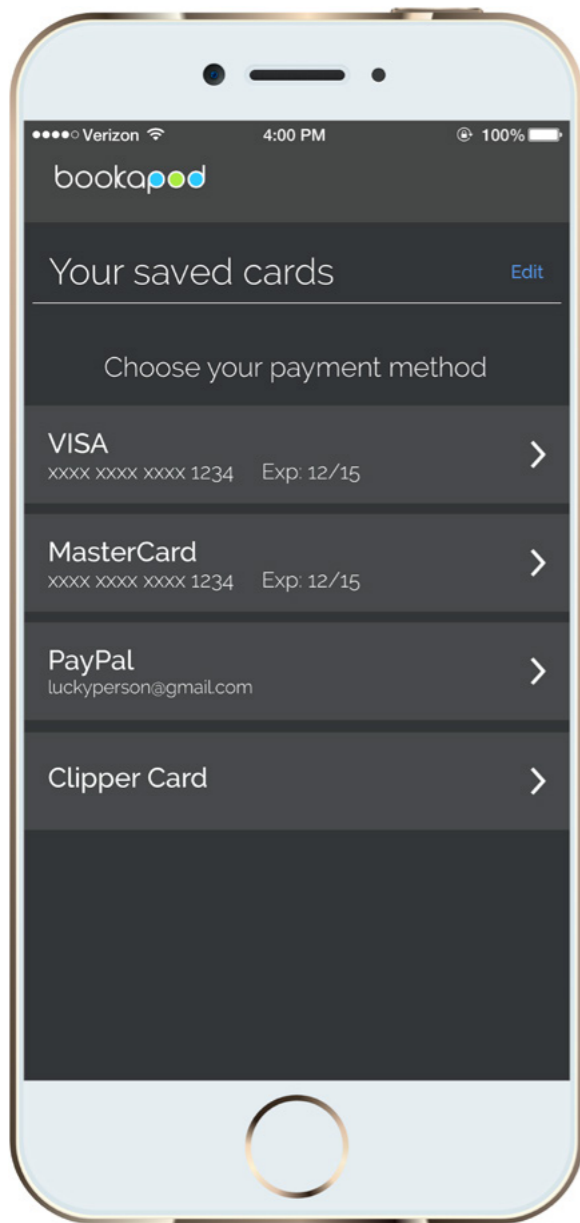 Verizon 4:00 PM 100%
bookapod
Your saved cards Edit
Choose your payment method
VISA
xxxx xxxx xxxx 1234 Exp: 12/15
MasterCard
xxxx xxxx xxxx 1234 Exp: 12/15
PayPal
luckyperson@gmail.com
Clipper Card